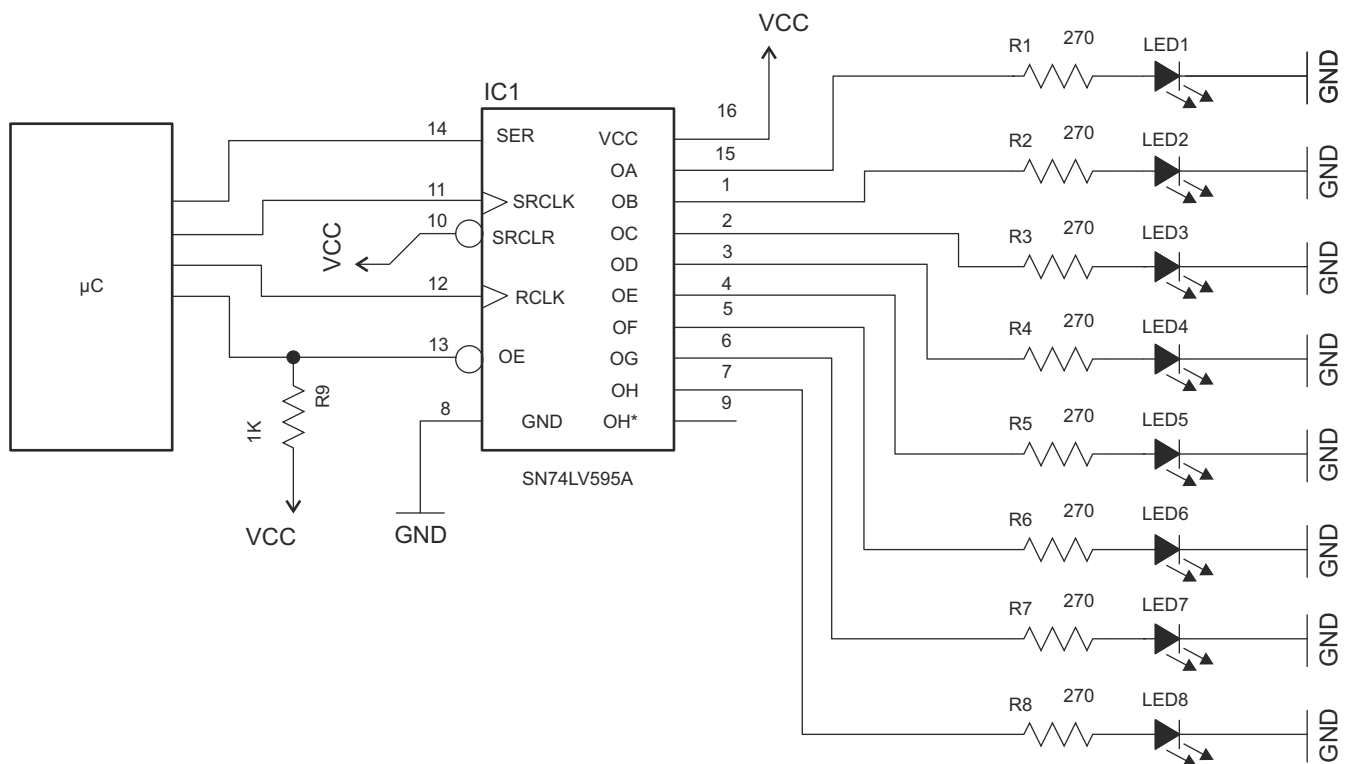 VCC
R1 270 LED1
GND
IC1
µC
14 SER
11 SRCLK
10 SRCLR
VCC
12 RCLK
13 OE
R9
1K
VCC
8 GND
GND
VCC 16
OA 15
OB 1
OC 2
OD 3
OE 4
OF 5
OG 6
OH 7
OH* 9
SN74LV595A
R2 270 LED2
GND
R3 270 LED3
GND
R4 270 LED4
GND
R5 270 LED5
GND
R6 270 LED6
GND
R7 270 LED7
GND
R8 270 LED8
GND